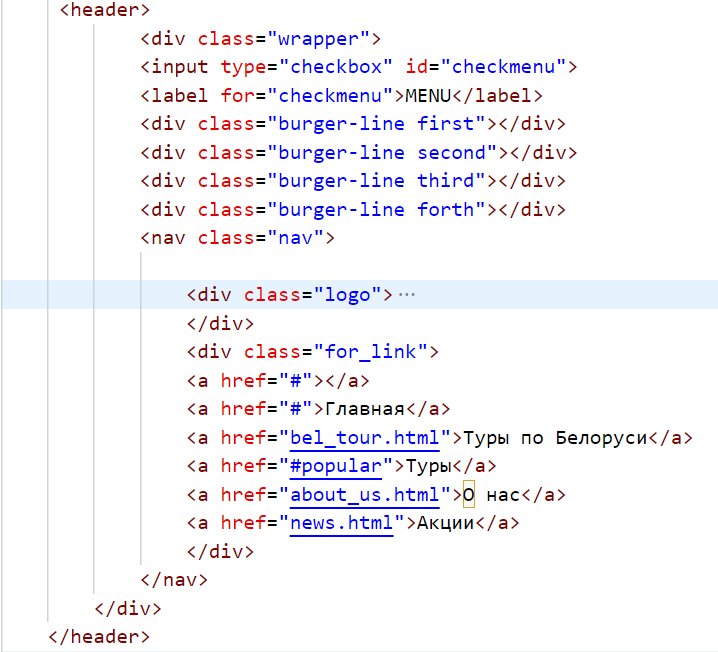 <header>
<div class="wrapper">
<input type="checkbox" id="checkmenu">
<label for="checkmenu">MENU</label>
<div class="burger-line first"></div>
<div class="burger-line second"></div>
<div class="burger-line third"></div>
<div class="burger-line forth"></div>
<nav class="nav">
<div class="logo">···
</div>
<div class="for_link">
<a href="#"></a>
<a href="#">Главная</a>
<a href="bel_tour.html">Туры по Белоруси</a>
<a href="#popular">Туры</a>
<a href="about_us.html">О нас</a>
<a href="news.html">Акции</a>
</div>
</nav>
</div>
</header>